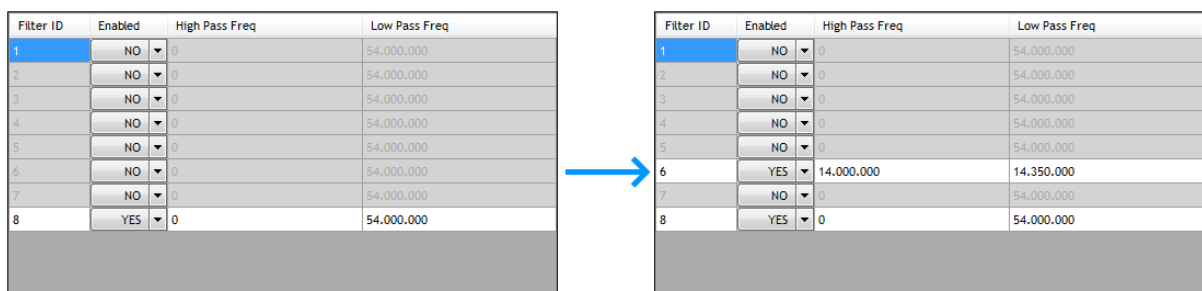 Filter ID Enabled High Pass Freq Low Pass Freq
1 NO 0 54.000.000
2 NO 0 54.000.000
3 NO 0 54.000.000
4 NO 0 54.000.000
5 NO 0 54.000.000
6 NO 0 54.000.000
7 NO 0 54.000.000
8 YES 0 54.000.000
Filter ID Enabled High Pass Freq Low Pass Freq
1 NO 0 54.000.000
2 NO 0 54.000.000
3 NO 0 54.000.000
4 NO 0 54.000.000
5 NO 0 54.000.000
6 YES 14.000.000 14.350.000
7 NO 0 54.000.000
8 YES 0 54.000.000